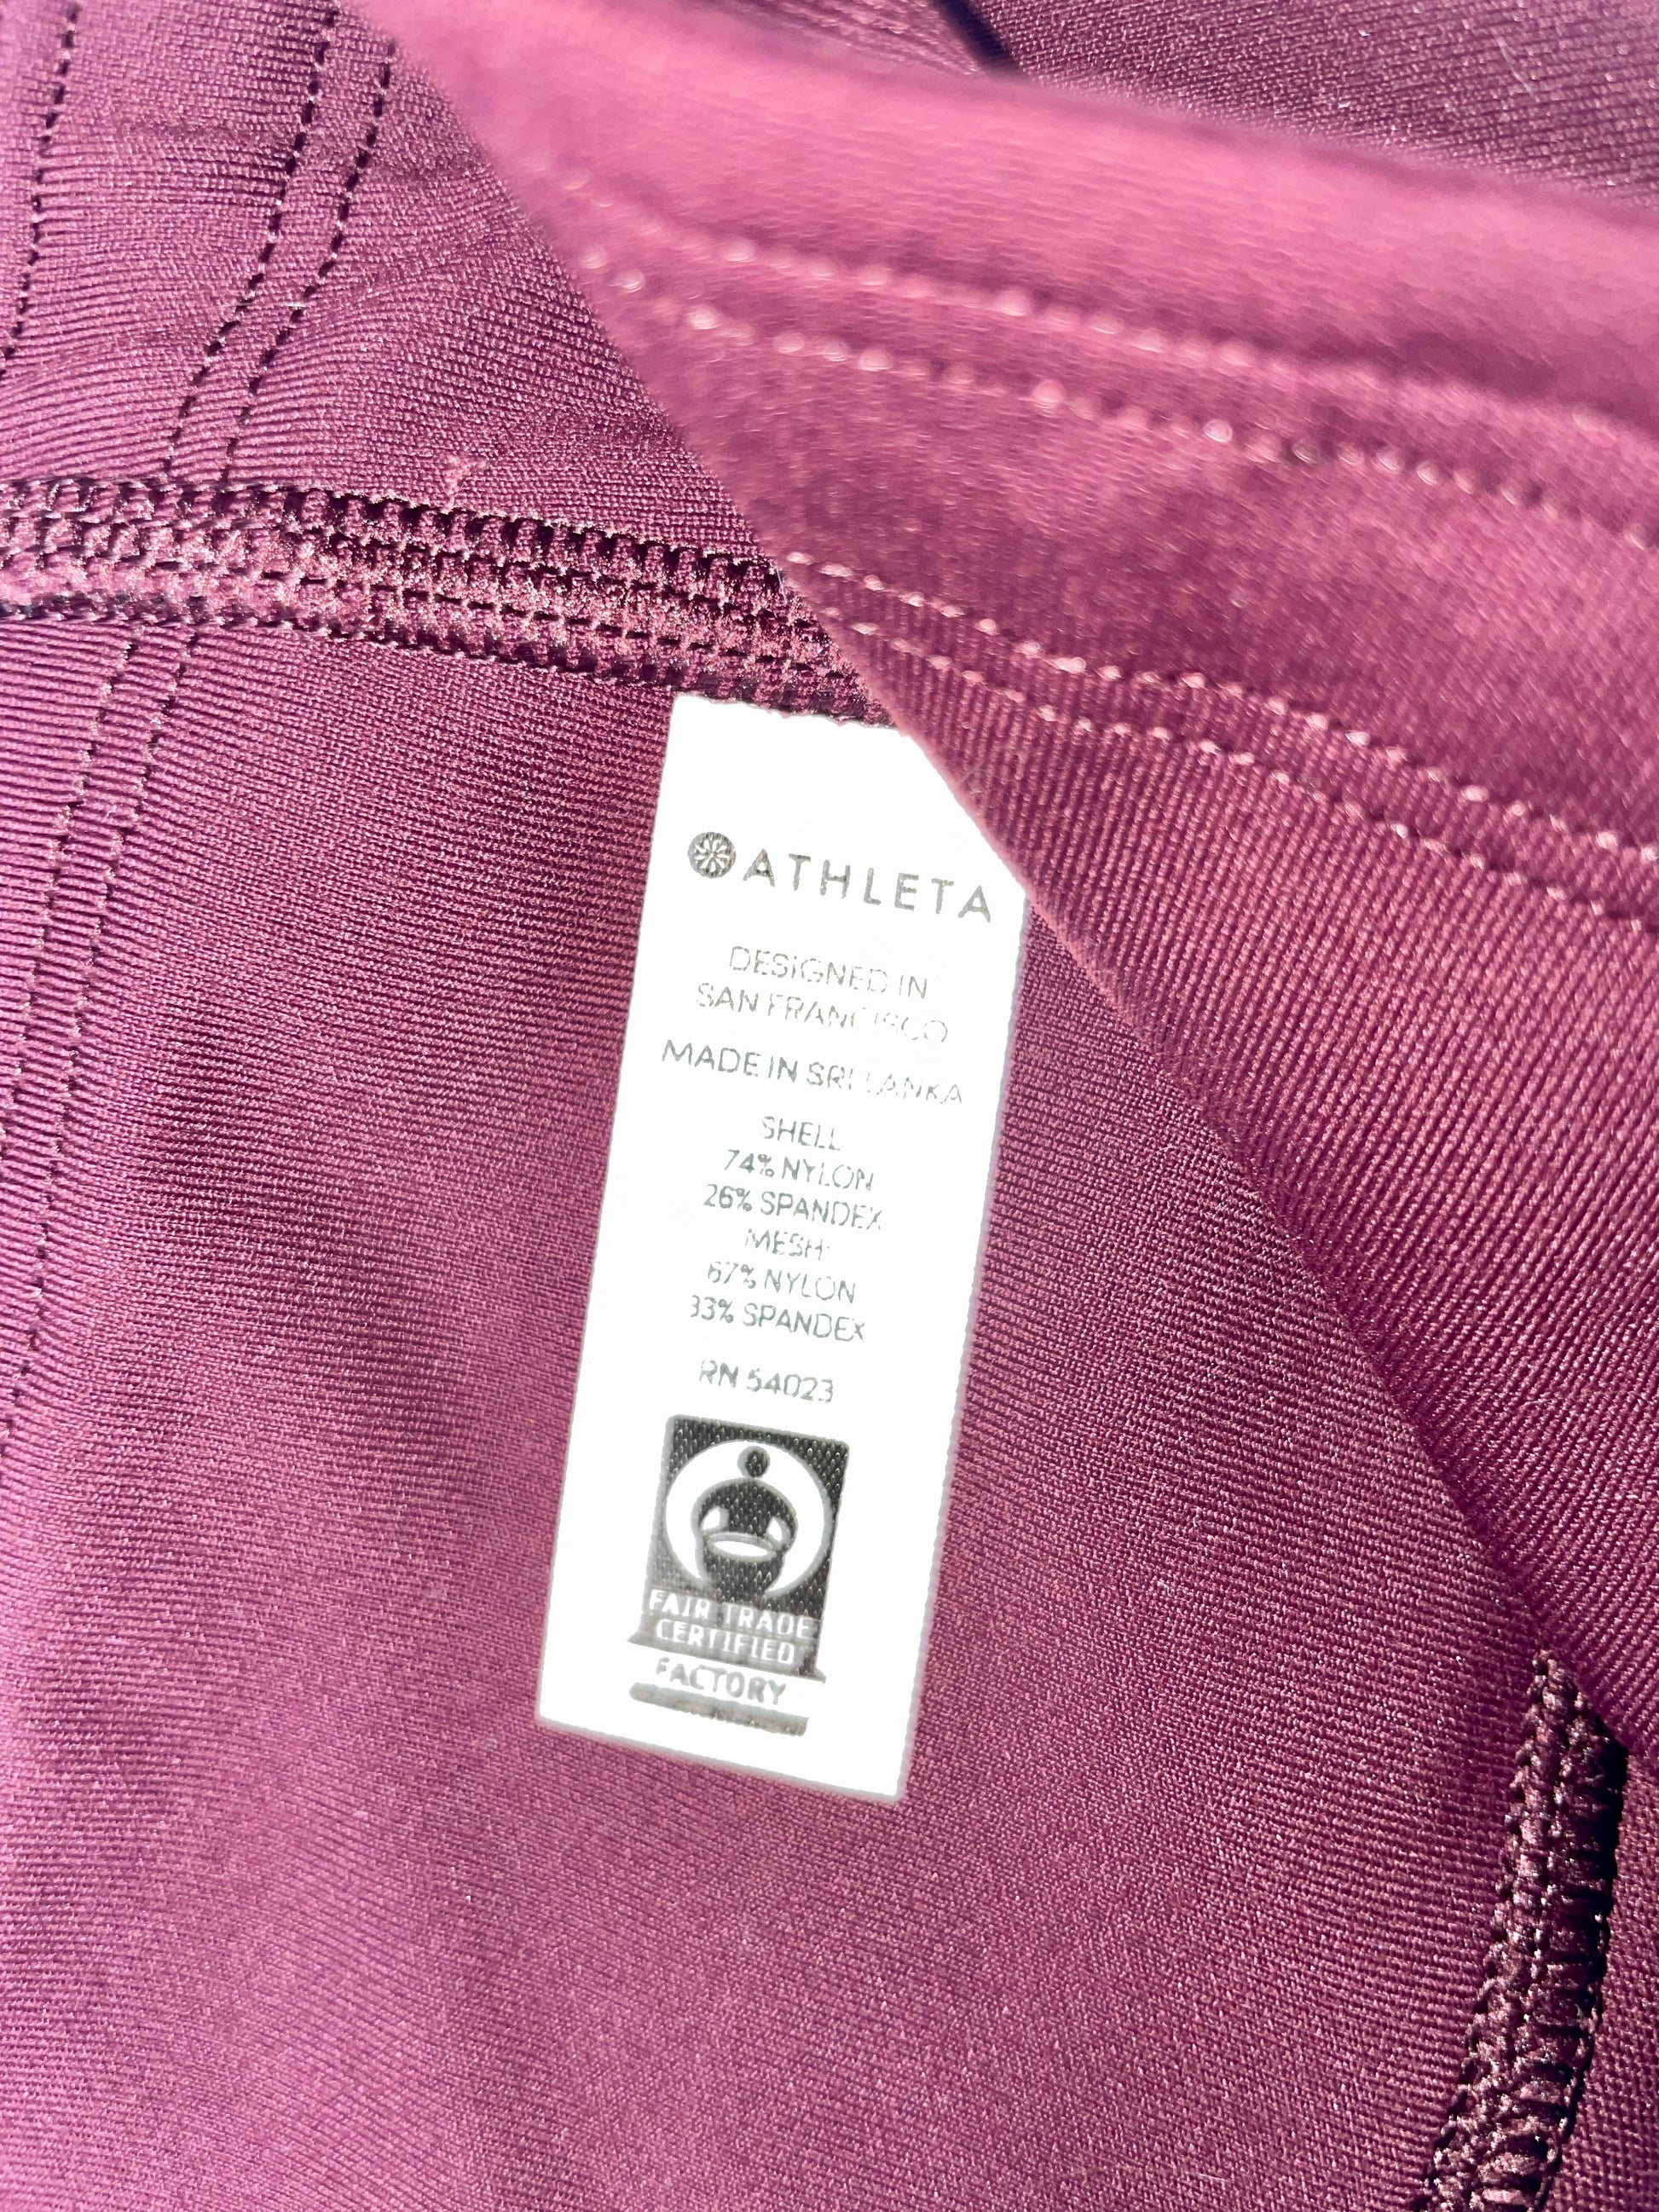 ATHLETA
DESIGNED IN
SAN FRANCISCO
MADE IN SRI LANKA
SHELL
74% NYLON
26% SPANDEX
MESH:
67% NYLON
33% SPANDEX
RN 54023
FAIR TRADE
CERTIFIED
FACTORY